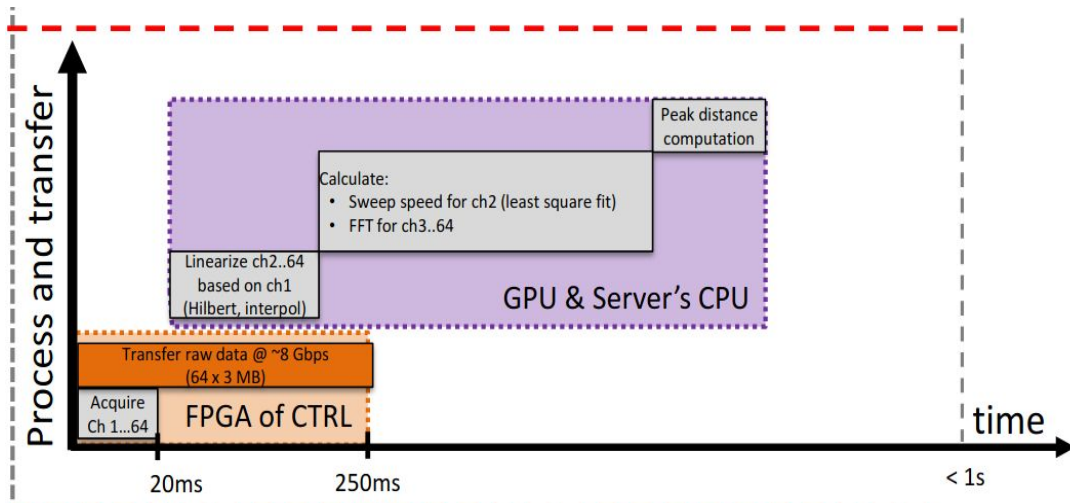 Process and transfer
Peak distance
computation
Calculate:
• Sweep speed for ch2 (least square fit)
• FFT for ch3..64
Linearize ch2..64
based on ch1
(Hilbert, interpol)
GPU & Server's CPU
Transfer raw data @ ~8 Gbps
(64 x 3 MB)
Acquire
Ch 1...64
FPGA of CTRL
time
20ms
250ms
< 1s